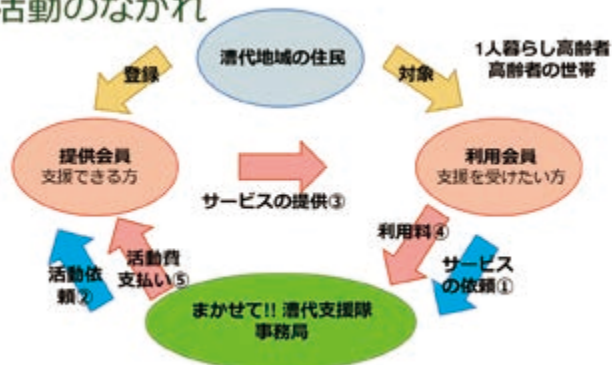 活動のながれ
漕代地域の住民
1人暮らし高齢者
高齢者の世帯
登録
対象
提供会員
支援できる方
利用会員
支援を受けたい方
サービスの提供③
利用料④
サービス
の依頼①
活動費
支払い⑤
活動依
頼②
まかせて!! 漕代支援隊
事務局